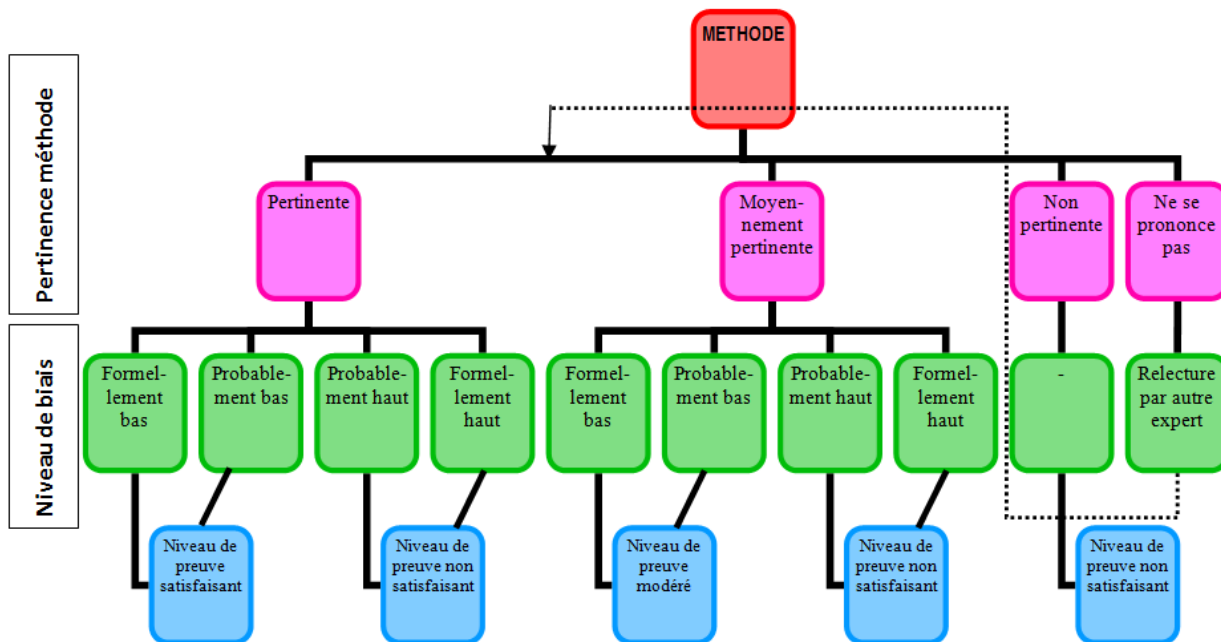 METHODE
Pertinence méthode
Pertinente
Moyen-
nement
pertinente
Non
pertinente
Ne se
prononce
pas
Niveau de biais
Formel-
lement
bas
Probable-
ment bas
Probable-
ment haut
Formel-
lement
haut
Formel-
lement
bas
Probable-
ment bas
Probable-
ment haut
Formel-
lement
haut
-
Relecture
par autre
expert
Niveau de
preuve
satisfaisant
Niveau de
preuve non
satisfaisant
Niveau de
preuve
modéré
Niveau de
preuve non
satisfaisant
Niveau de
preuve non
satisfaisant